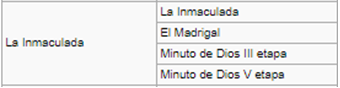 La Inmaculada
La Inmaculada
El Madrigal
Minuto de Dios III etapa
Minuto de Dios V etapa